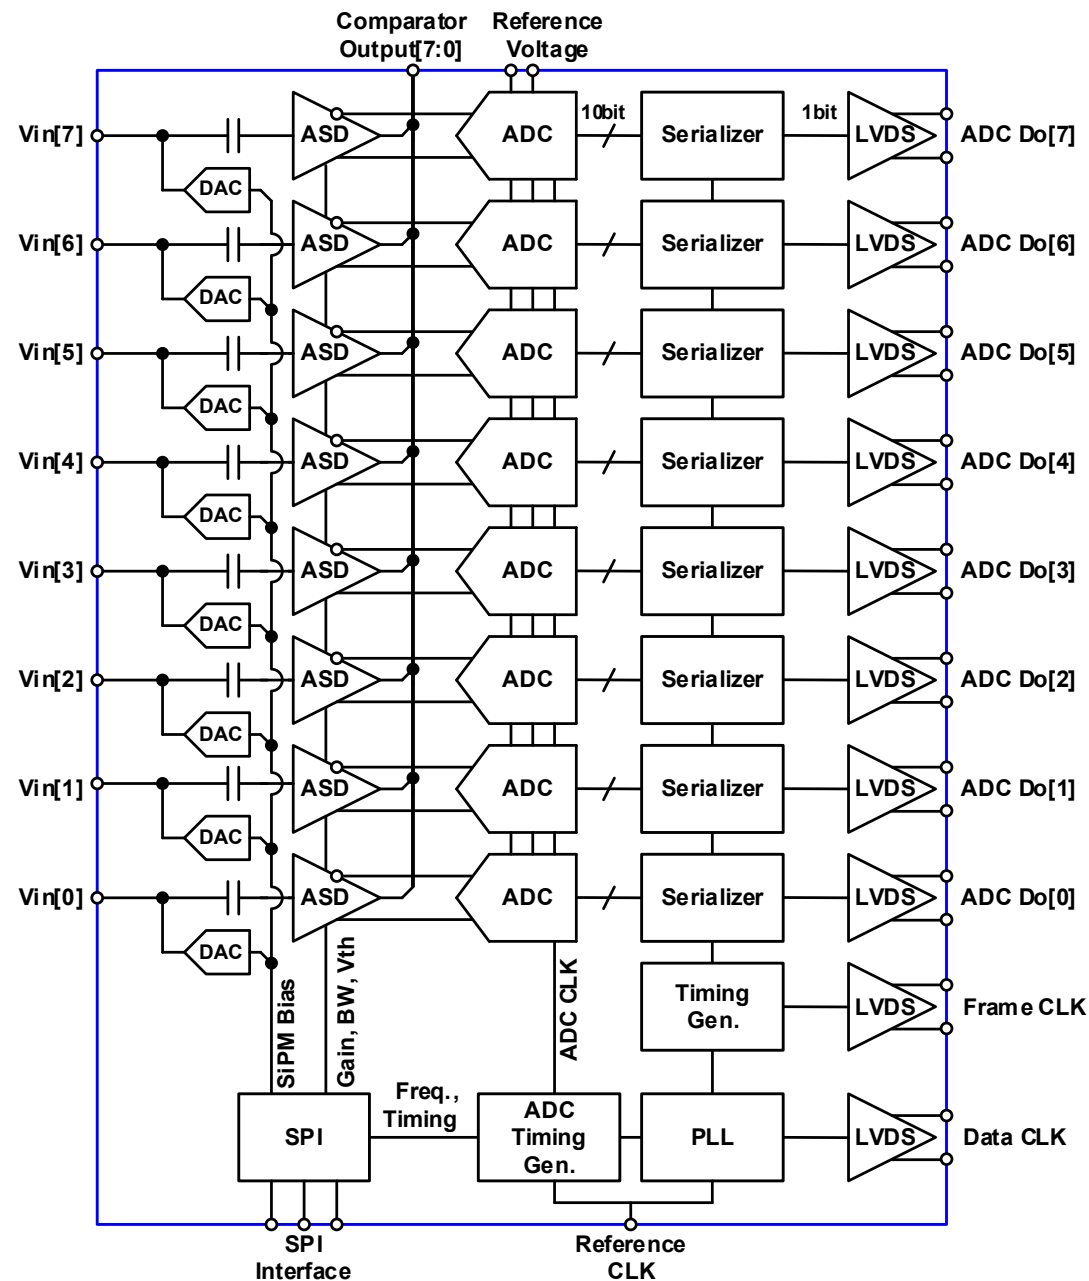 Comparator Reference
Output[7:0] Voltage
Vin[7] ASD ADC 10bit Serializer 1bit LVDS ADC Do[7]
DAC
Vin[6] ASD ADC Serializer LVDS ADC Do[6]
DAC
Vin[5] ASD ADC Serializer LVDS ADC Do[5]
DAC
Vin[4] ASD ADC Serializer LVDS ADC Do[4]
DAC
Vin[3] ASD ADC Serializer LVDS ADC Do[3]
DAC
Vin[2] ASD ADC Serializer LVDS ADC Do[2]
DAC
Vin[1] ASD ADC Serializer LVDS ADC Do[1]
DAC
Vin[0] ASD ADC Serializer LVDS ADC Do[0]
DAC
SiPM Bias
Gain, BW, Vth
ADC CLK
Timing
Gen.
LVDS Frame CLK
Freq.,
Timing
SPI
ADC
Timing
Gen.
PLL
LVDS Data CLK
SPI
Interface
Reference
CLK